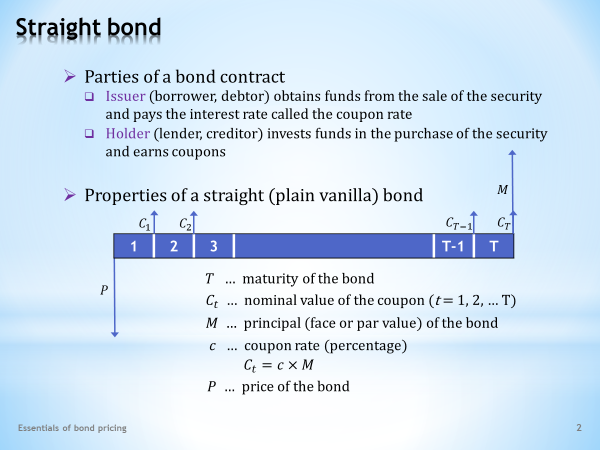 Straight bond
➢ Parties of a bond contract
❑ Issuer (borrower, debtor) obtains funds from the sale of the security
and pays the interest rate called the coupon rate
❑ Holder (lender, creditor) invests funds in the purchase of the security
and earns coupons
➢ Properties of a straight (plain vanilla) bond
M
C₁ C₂ C_{T−1} C_T
1 2 3 T-1 T
P
T … maturity of the bond
C_t … nominal value of the coupon (t = 1, 2, … T)
M … principal (face or par value) of the bond
c … coupon rate (percentage)
C_t = c × M
P … price of the bond
Essentials of bond pricing 2